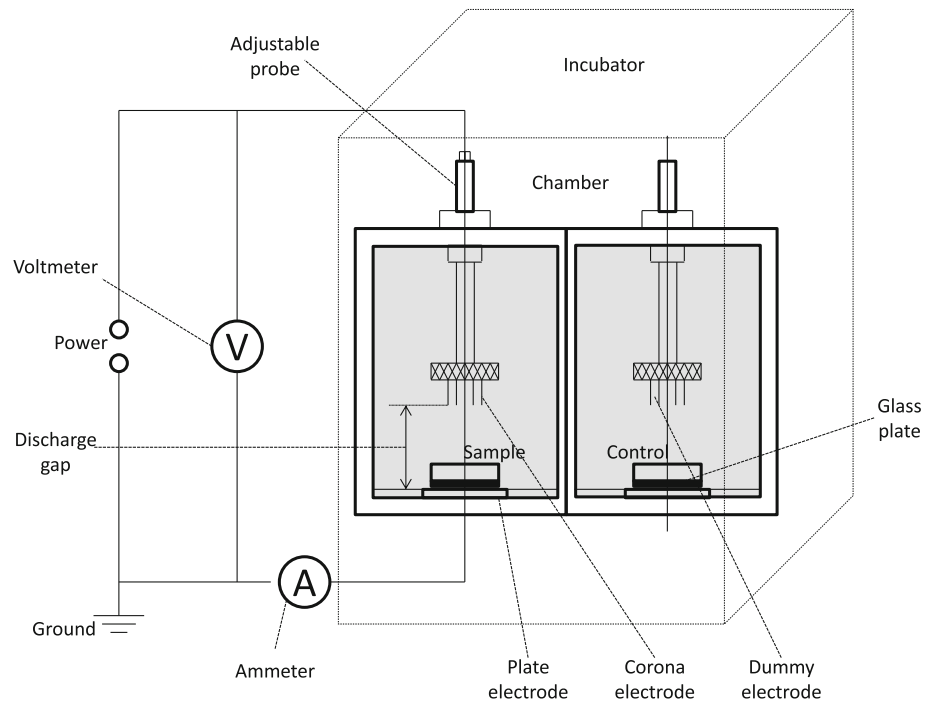 Adjustable
probe
Incubator
Chamber
Voltmeter
Power
V
Discharge
gap
Sample
Control
Glass
plate
A
Ground
Ammeter
Plate
electrode
Corona
electrode
Dummy
electrode